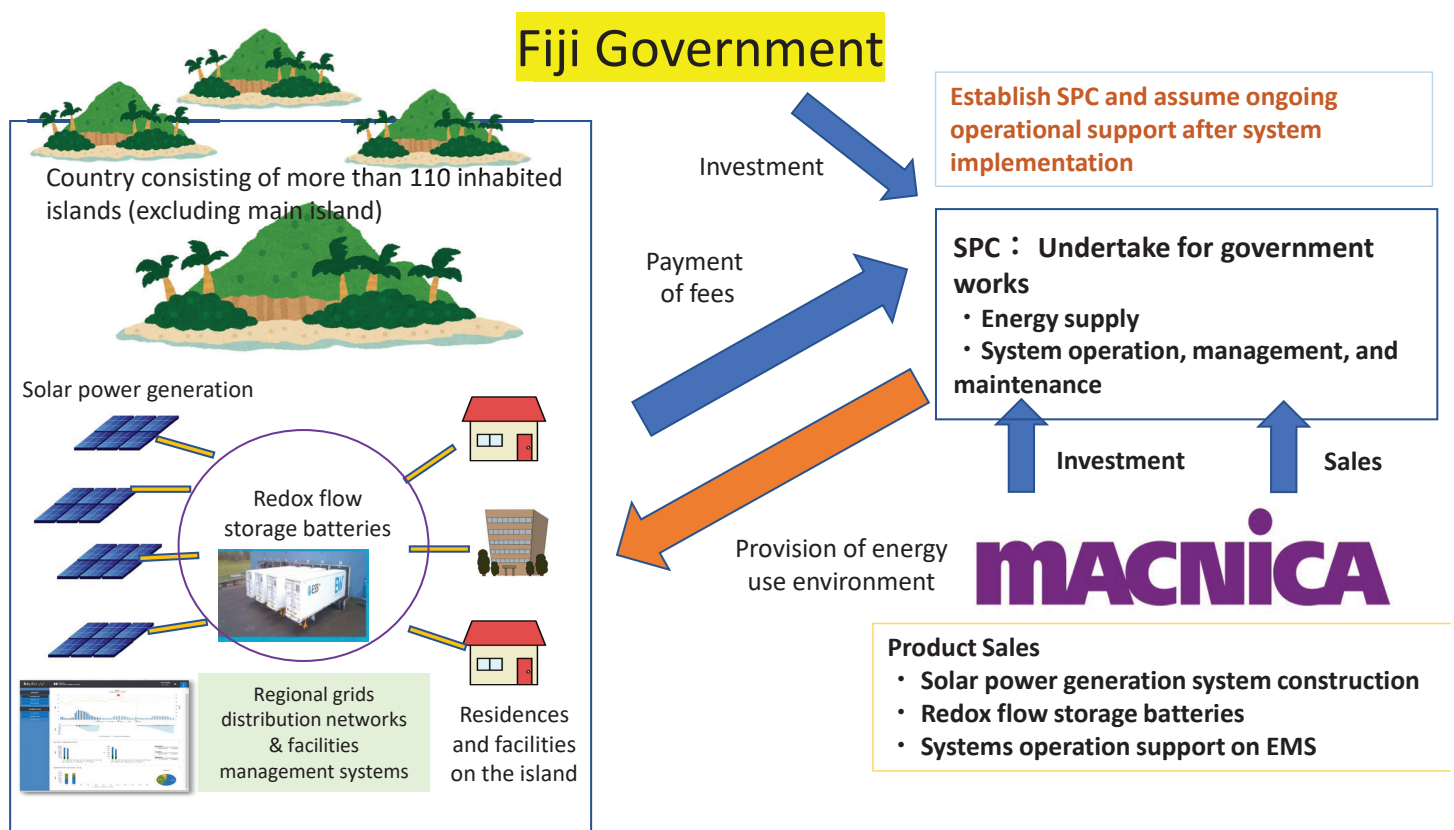 Fiji Government
Country consisting of more than 110 inhabited
islands (excluding main island)
Solar power generation
Redox flow
storage batteries
ESS
Regional grids
distribution networks
& facilities
management systems
Residences
and facilities
on the island
Investment
Payment
of fees
Provision of energy
use environment
Establish SPC and assume ongoing
operational support after system
implementation
SPC： Undertake for government
works
・Energy supply
・System operation, management, and
maintenance
Investment
Sales
MACNiCA
Product Sales
・ Solar power generation system construction
・ Redox flow storage batteries
・ Systems operation support on EMS